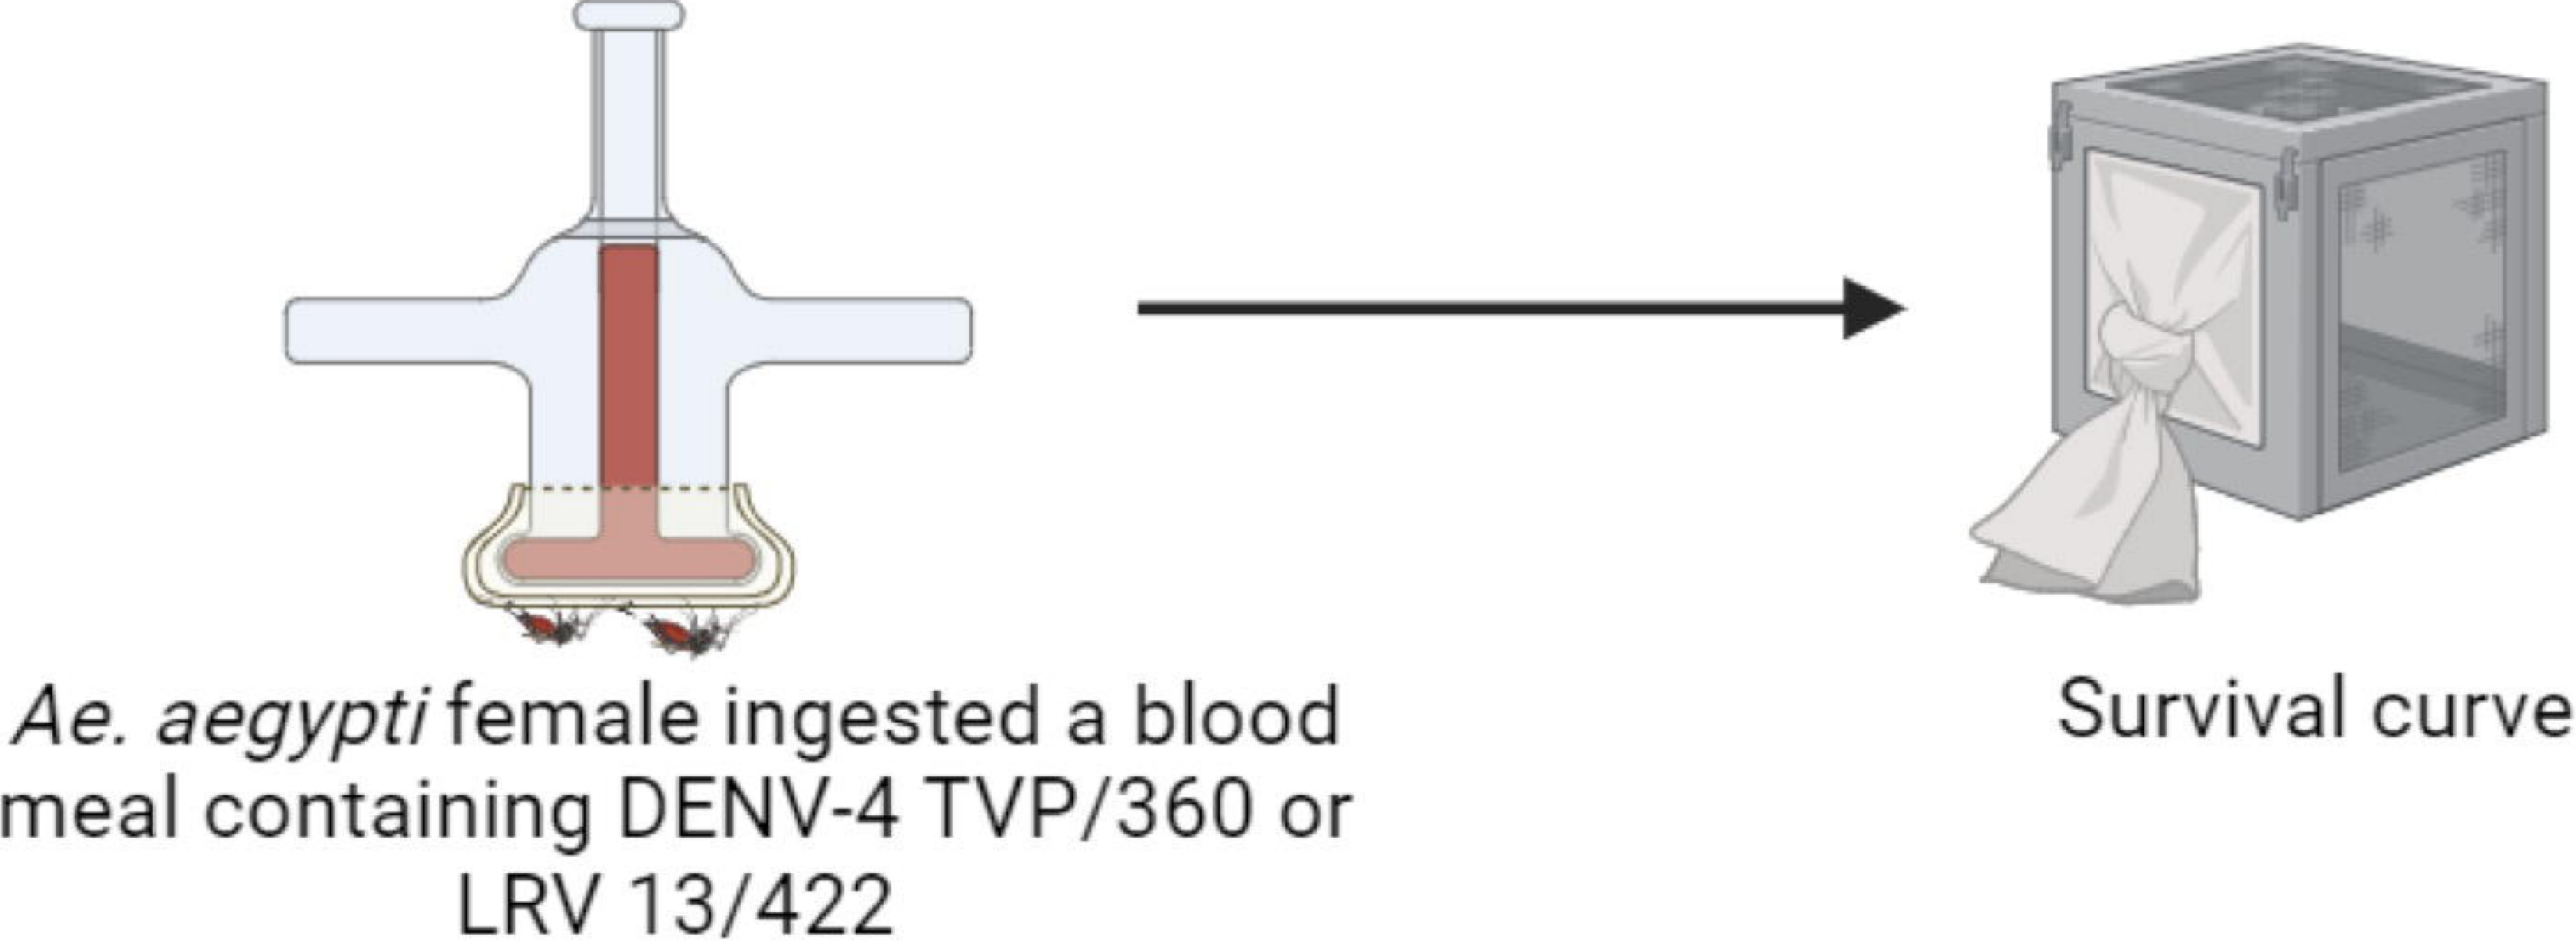 Ae. aegypti female ingested a blood
meal containing DENV-4 TVP/360 or
LRV 13/422
Survival curve